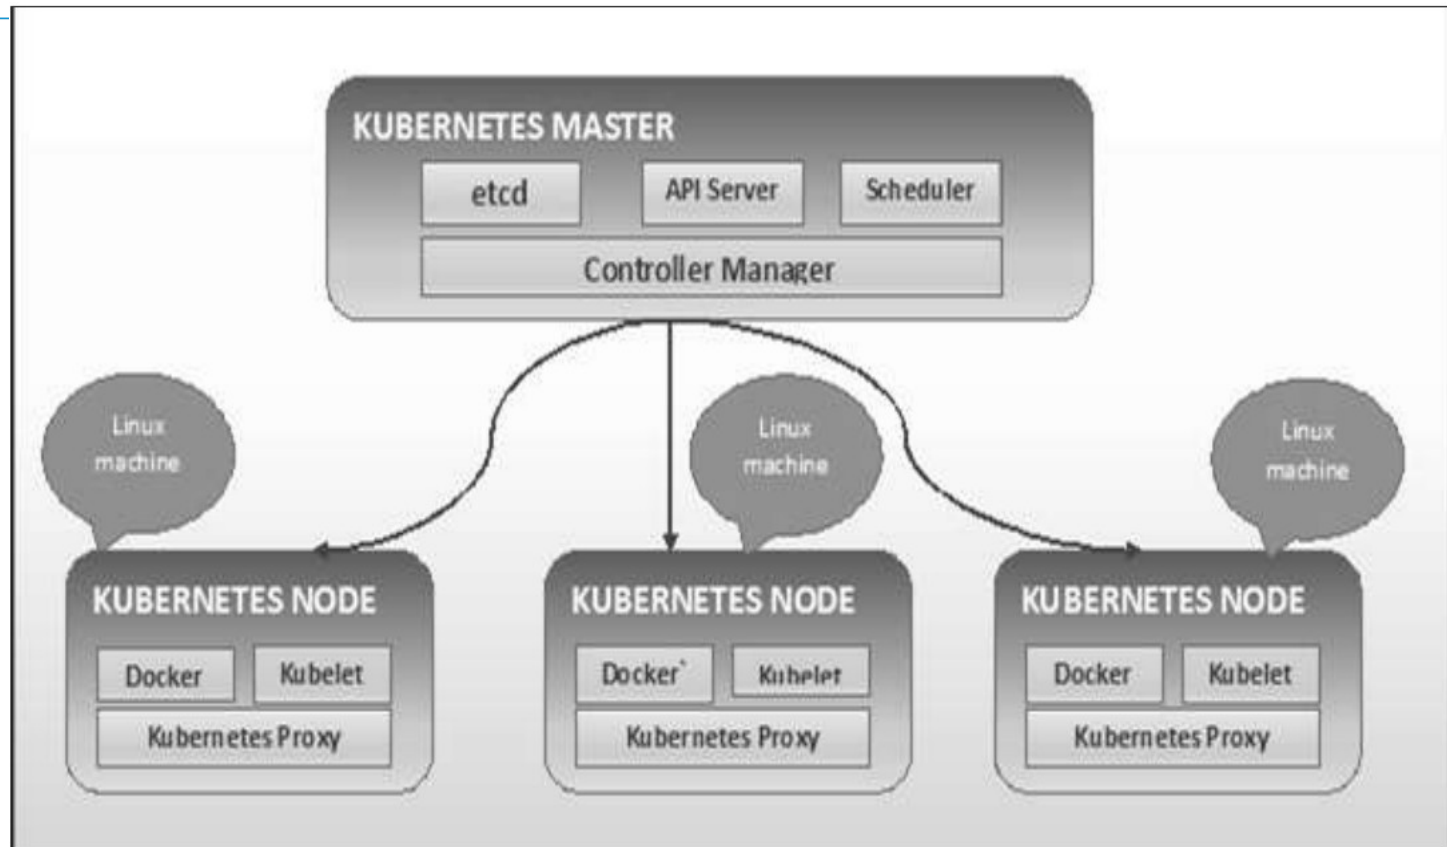 KUBERNETES MASTER
etcd
API Server
Scheduler
Controller Manager
Linux
machine
Linux
machine
Linux
machine
KUBERNETES NODE
Docker
Kubelet
Kubernetes Proxy
KUBERNETES NODE
Docker
Kubelet
Kubernetes Proxy
KUBERNETES NODE
Docker
Kubelet
Kubernetes Proxy